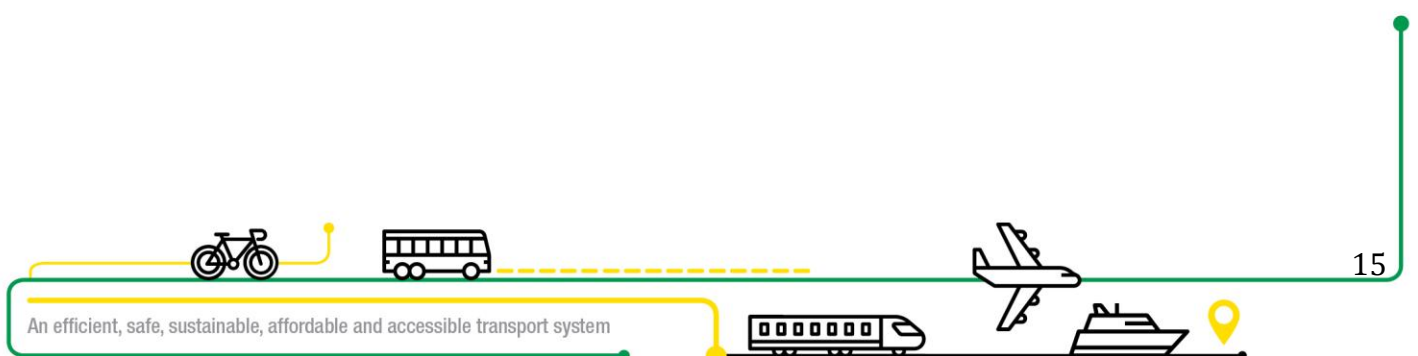 15
An efficient, safe, sustainable, affordable and accessible transport system